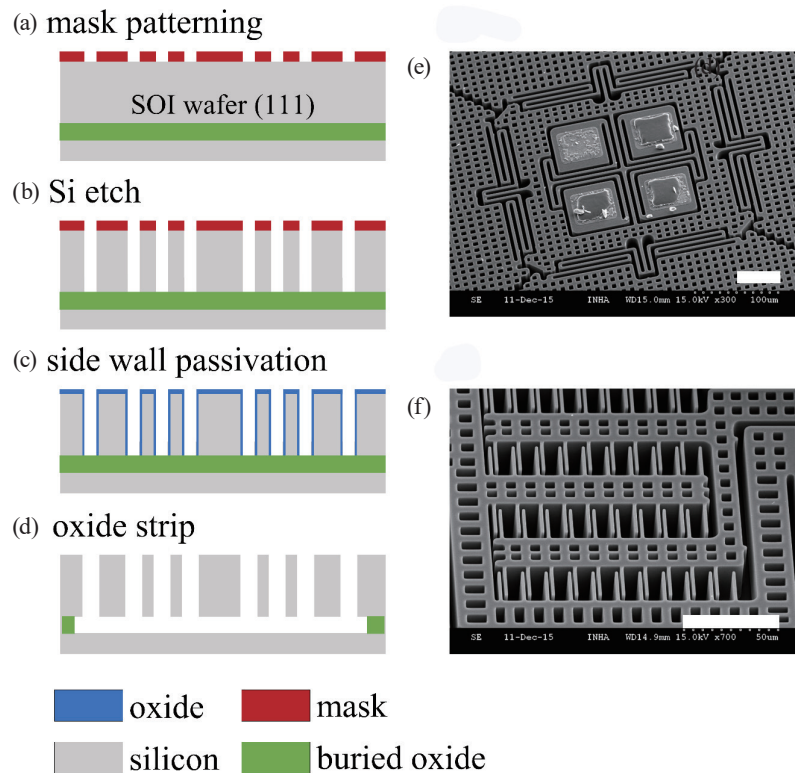 (a) mask patterning
SOI wafer (111)
(b) Si etch
(c) side wall passivation
(d) oxide strip
oxide
mask
silicon
buried oxide
(e)
SE 11-Dec-15 INHA WD15.0mm 15.0kV x300 100um
(f)
SE 11-Dec-15 INHA WD14.9mm 15.0kV x700 50um